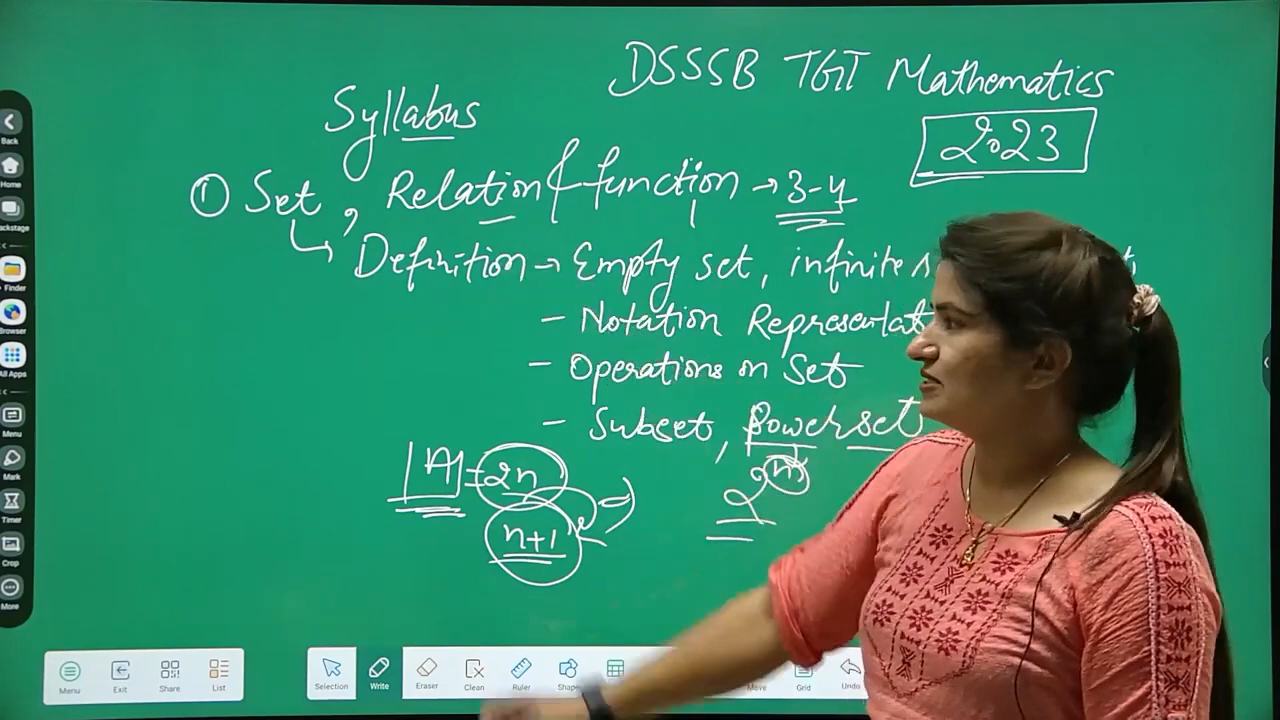 DSSSB TGT Mathematics
Syllabus
2023
① Set, Relation & function → 3-4
Definition → Empty set, infinite
- Notation Representat
- Operations on Set
- Subset, Powerset
|A| = 2n
2^n
n+1
Back
Home
ackstage
Finder
Browser
All Apps
Menu
Mark
Timer
Crop
More
Menu Exit Share List
Selection Write Eraser Clean Ruler Shap Move Grid Undo